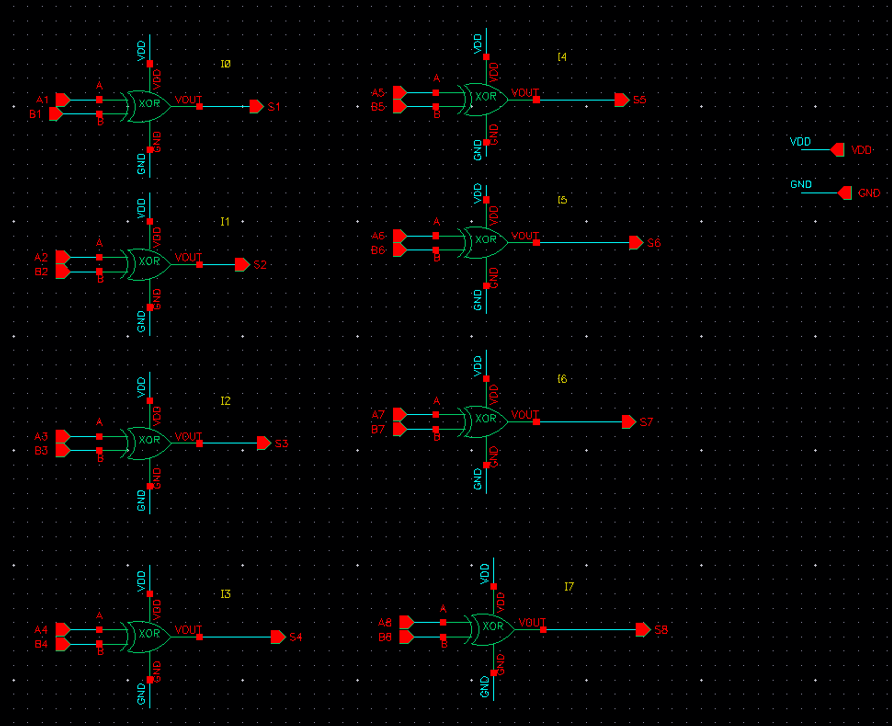 VDD
I0
VDD
A
A1
XOR
VOUT
S1
B1
B
GND
GND
VDD
I4
VDD
A
A5
XOR
VOUT
S5
B5
B
GND
GND
VDD
VDD
GND
GND
VDD
I1
VDD
A
A2
XOR
VOUT
S2
B2
B
GND
GND
VDD
I5
VDD
A
A6
XOR
VOUT
S6
B6
B
GND
GND
VDD
I2
VDD
A
A3
XOR
VOUT
S3
B3
B
GND
GND
VDD
I6
VDD
A
A7
XOR
VOUT
S7
B7
B
GND
GND
VDD
I3
VDD
A
A4
XOR
VOUT
S4
B4
B
GND
GND
VDD
I7
VDD
A
A8
XOR
VOUT
S8
B8
B
GND
GND